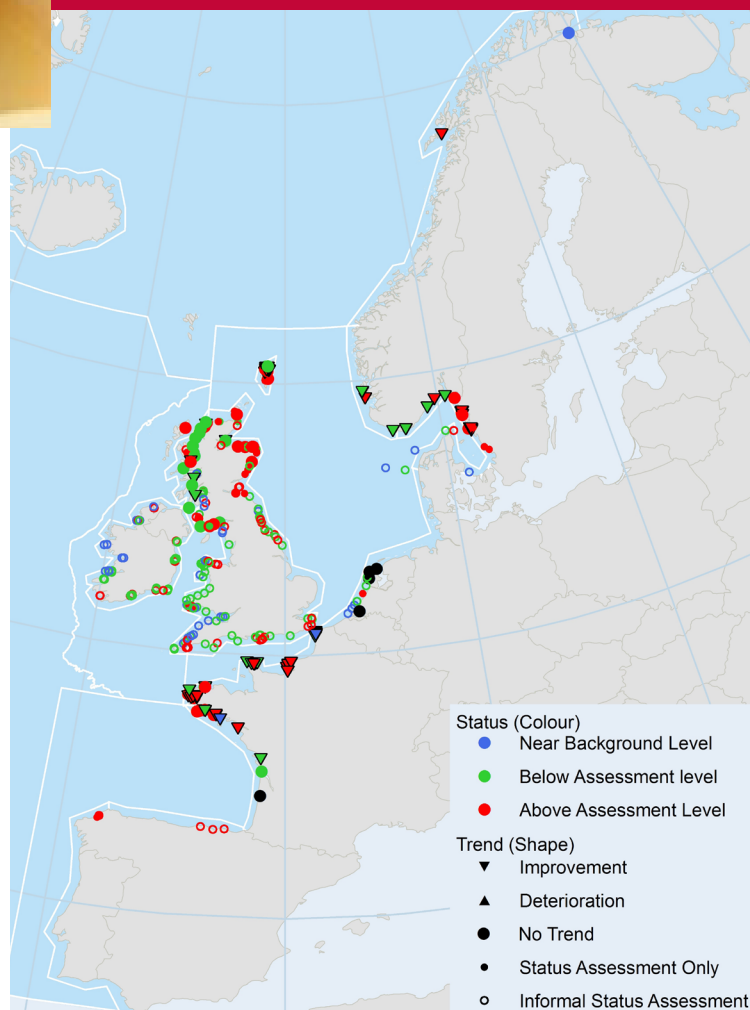 Status (Colour)
Near Background Level
Below Assessment level
Above Assessment Level
Trend (Shape)
Improvement
Deterioration
No Trend
Status Assessment Only
Informal Status Assessment